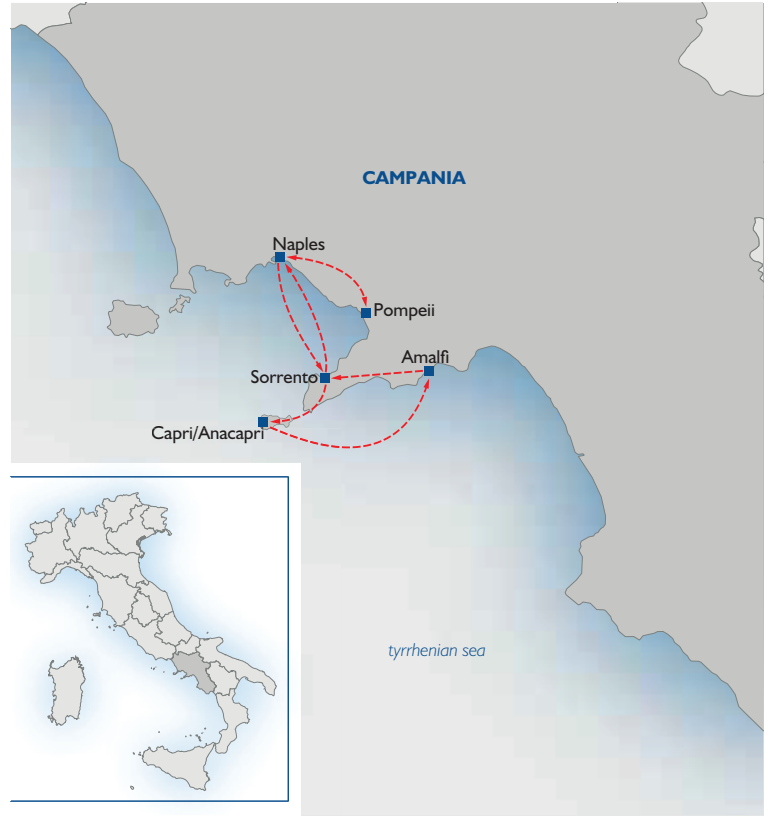 CAMPANIA
Naples
Pompeii
Amalfi
Sorrento
Capri/Anacapri
tyrrhenian sea